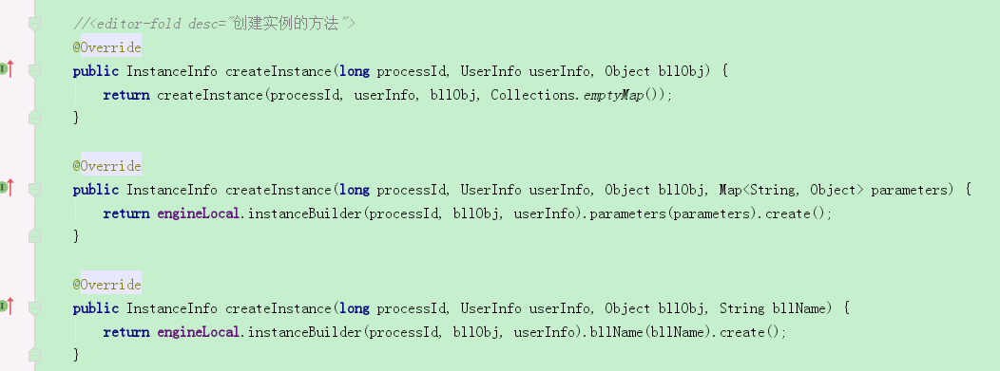 //<editor-fold desc="创建实例的方法">
@Override
public InstanceInfo createInstance(long processId, UserInfo userInfo, Object bllObj) {
    return createInstance(processId, userInfo, bllObj, Collections.emptyMap());
}
@Override
public InstanceInfo createInstance(long processId, UserInfo userInfo, Object bllObj, Map<String, Object> parameters) {
    return engineLocal.instanceBuilder(processId, bllObj, userInfo).parameters(parameters).create();
}
@Override
public InstanceInfo createInstance(long processId, UserInfo userInfo, Object bllObj, String bllName) {
    return engineLocal.instanceBuilder(processId, bllObj, userInfo).bllName(bllName).create();
}